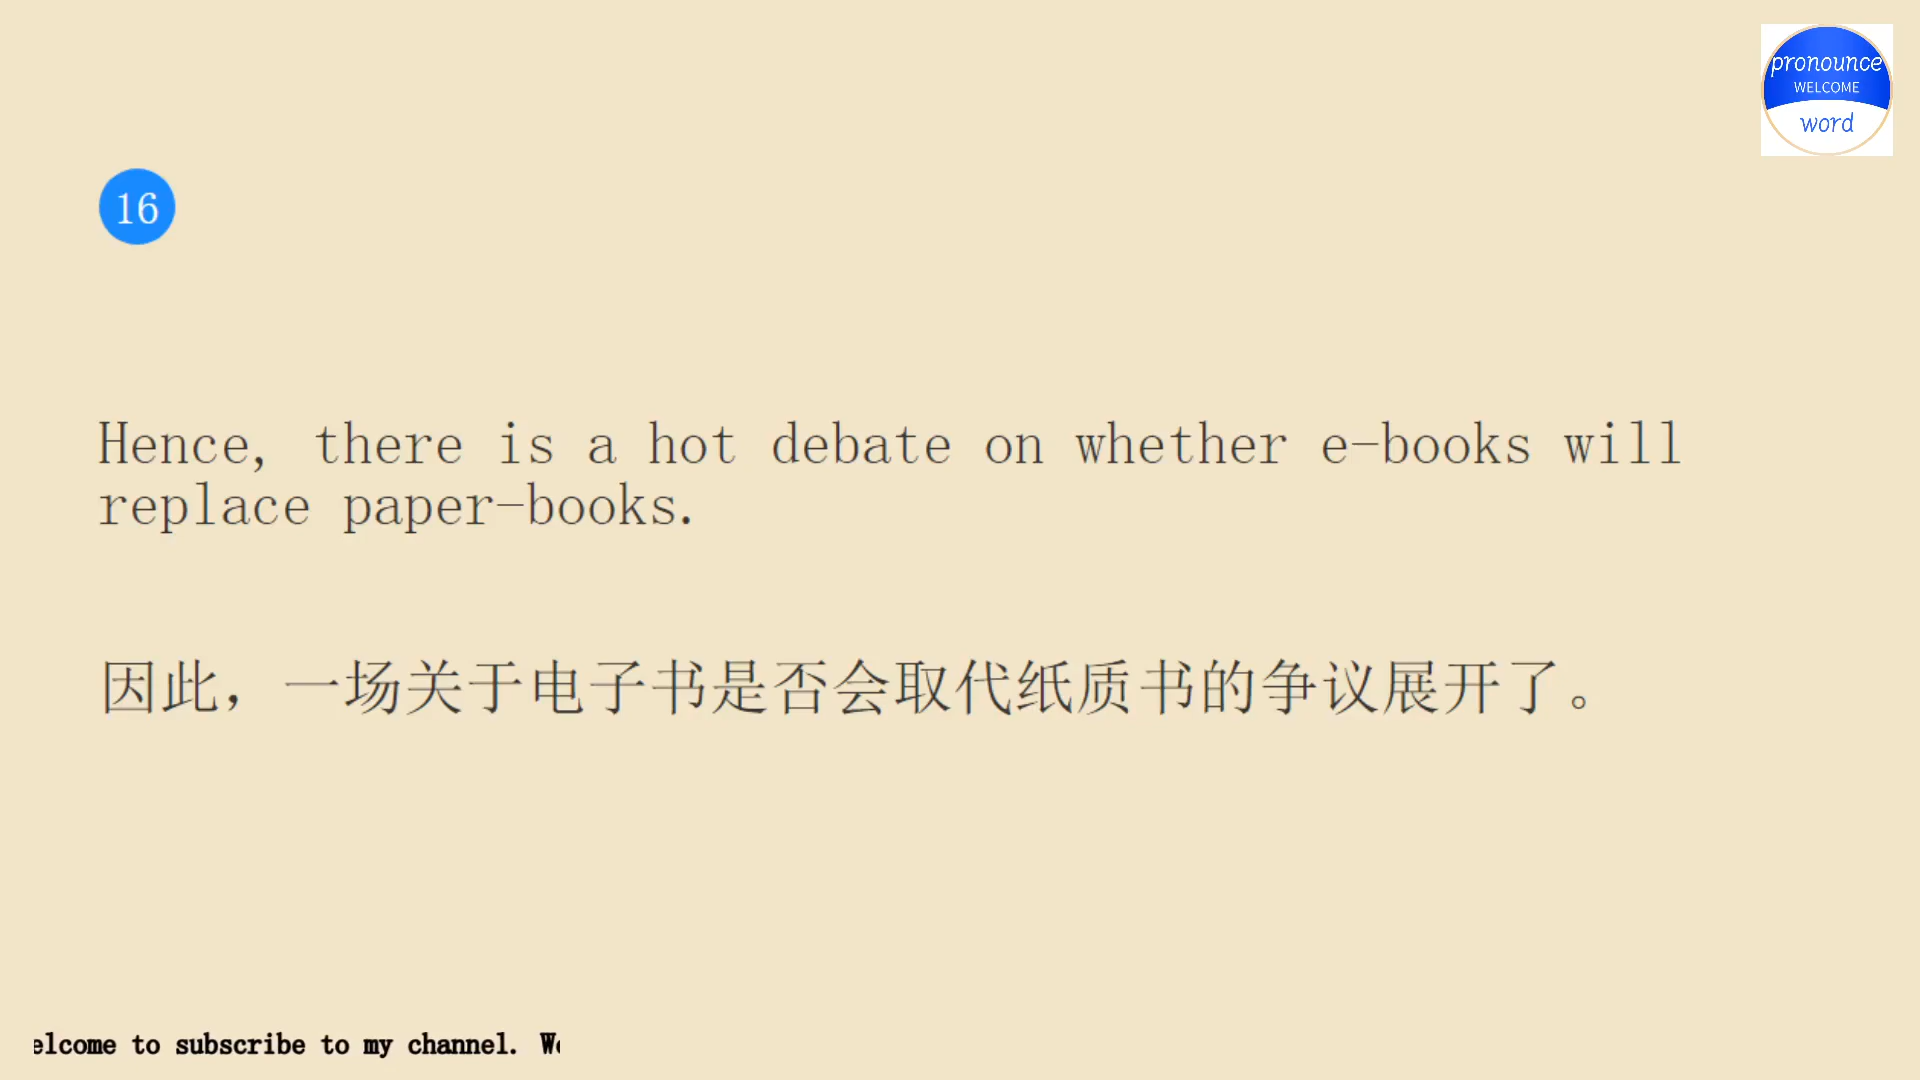 pronounce
WELCOME
word
16
Hence, there is a hot debate on whether e-books will
replace paper-books.
因此，一场关于电子书是否会取代纸质书的争议展开了。
elcome to subscribe to my channel. We